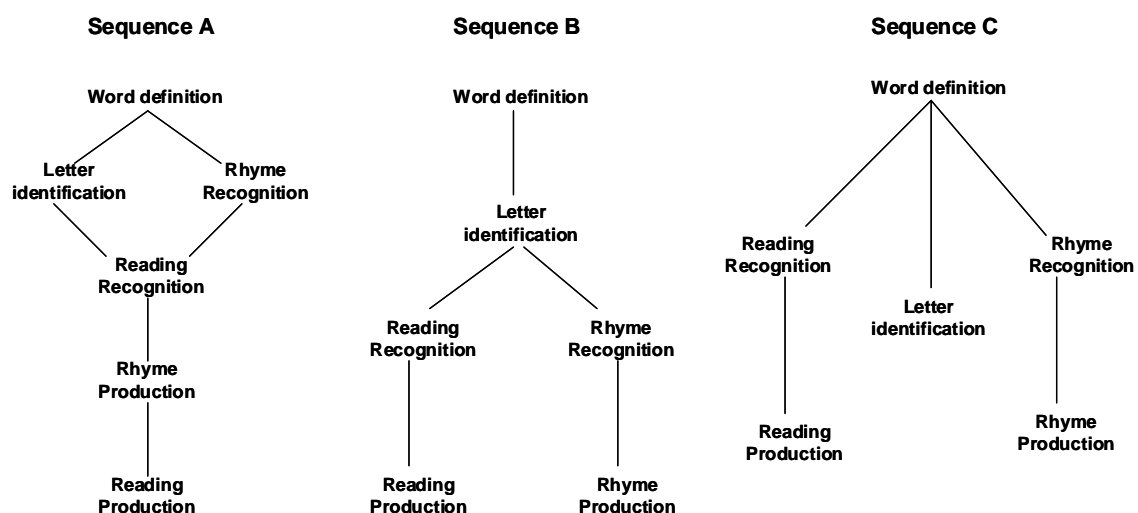 Sequence A
Word definition
Letter
identification
Rhyme
Recognition
Reading
Recognition
Rhyme
Production
Reading
Production
Sequence B
Word definition
Letter
identification
Reading
Recognition
Rhyme
Recognition
Reading
Production
Rhyme
Production
Sequence C
Word definition
Reading
Recognition
Letter
identification
Rhyme
Recognition
Reading
Production
Rhyme
Production